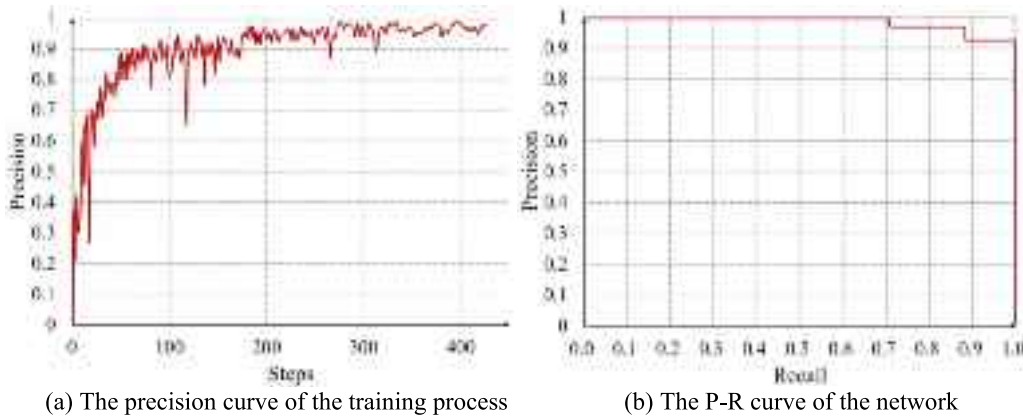 1
0.9
0.8
0.7
0.6
0.5
0.4
0.3
0.2
0.1
0
Precision
0 100 200 300 400
Steps
(a) The precision curve of the training process
1
0.9
0.8
0.7
0.6
0.5
0.4
0.3
0.2
0.1
0
Precision
0.0 0.1 0.2 0.3 0.4 0.5 0.6 0.7 0.8 0.9 1.0
Recall
(b) The P-R curve of the network